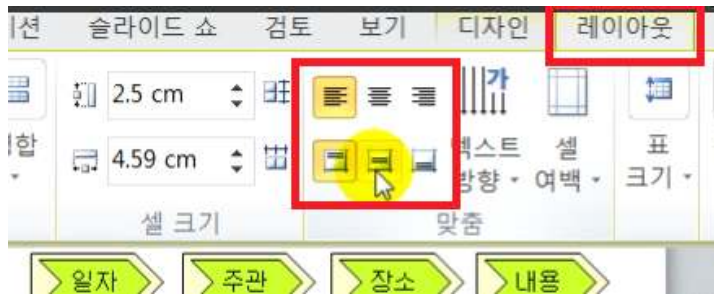 션 슬라이드 쇼 검토 보기 디자인 레이아웃
2.5 cm
가
4.59 cm
합
텍스트 방향
셀 여백
표 크기
셀 크기 맞춤
일자 주관 장소 내용